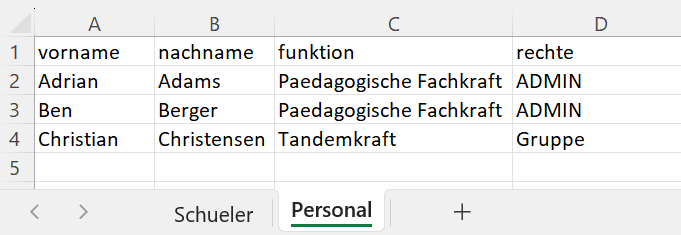 A B C D
1 vorname nachname funktion rechte
2 Adrian Adams Paedagogische Fachkraft ADMIN
3 Ben Berger Paedagogische Fachkraft ADMIN
4 Christian Christensen Tandemkraft Gruppe
5
Schueler Personal +